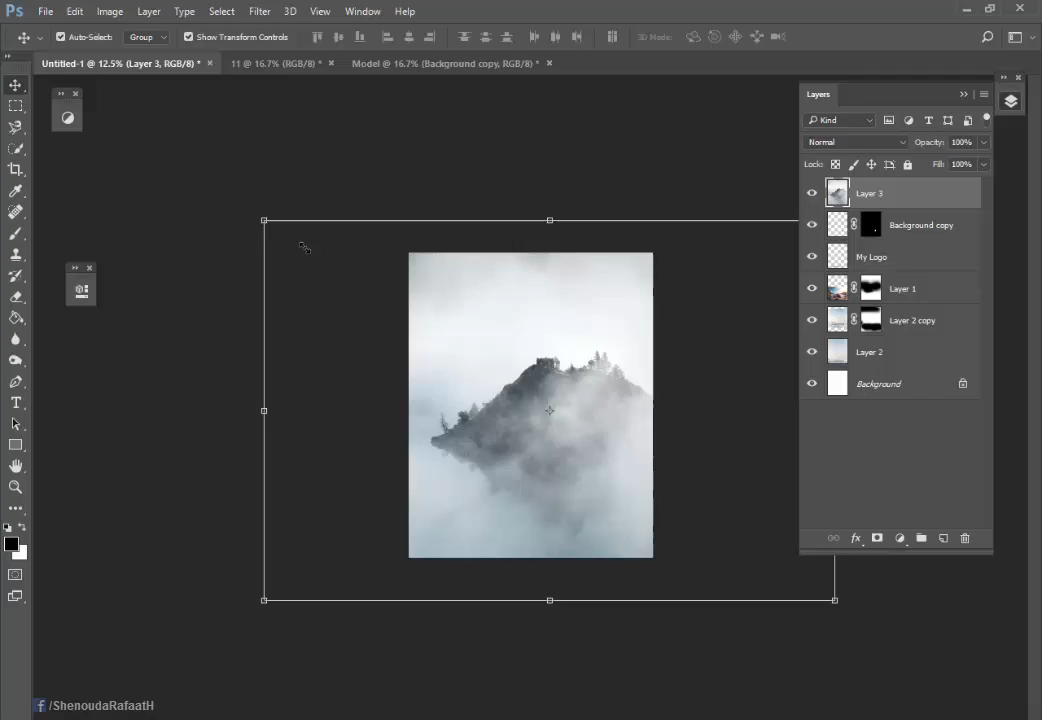 Ps File Edit Image Layer Type Select Filter 3D View Window Help
Auto-Select: Group Show Transform Controls 3D Mode:
Untitled-1 @ 12.5% (Layer 3, RGB/8) * × 11 @ 16.7% (RGB/8) * × Model @ 16.7% (Background copy, RGB/8) * ×
Layers
Kind
Normal Opacity: 100%
Lock: Fill: 100%
Layer 3
Background copy
My Logo
Layer 1
Layer 2 copy
Layer 2
Background
fx
f /ShenoudaRafaatH